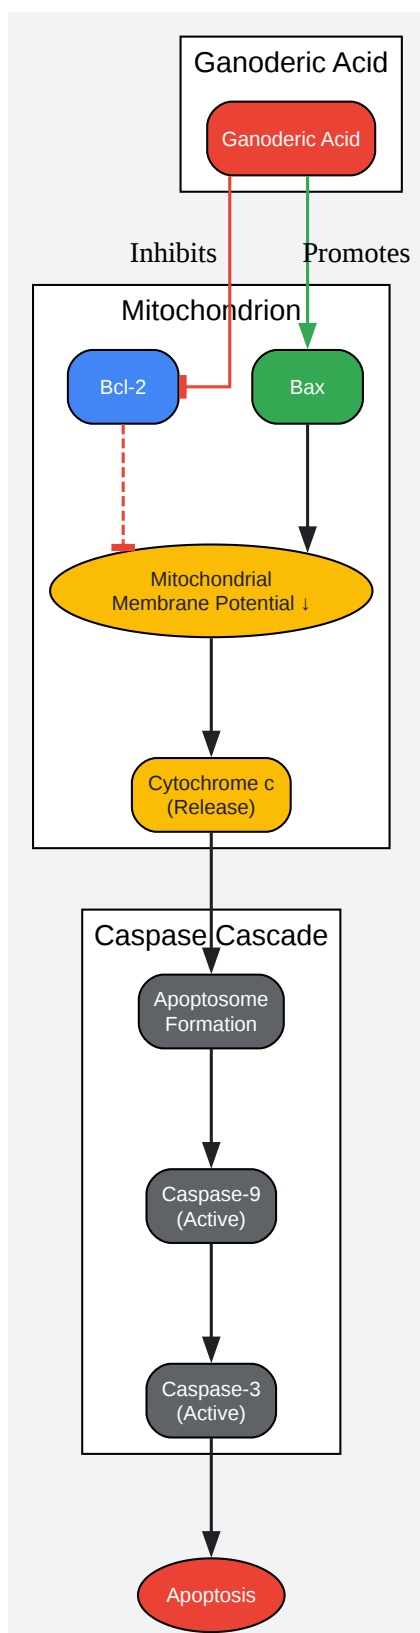 Ganoderic Acid
Ganoderic Acid
Inhibits
Promotes
Mitochondrion
Bcl-2
Bax
Mitochondrial
Membrane Potential ↓
Cytochrome c
(Release)
Caspase Cascade
Apoptosome
Formation
Caspase-9
(Active)
Caspase-3
(Active)
Apoptosis